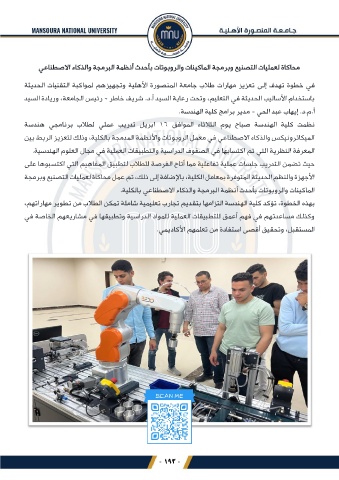 MANSOURA NATIONAL UNIVERSITY
جـامـعـة المنصـورة الأهـليـة
MNU
محاكاة لعمليات التصنيع وبرمجة الماكينات والروبوتات بأحدث أنظمة البرمجة والذكاء الاصطناعي
في خطوة تهدف إلى تعزيز مهارات طلاب جامعة المنصورة الأهلية وتجهيزهم لمواكبة التقنيات الحديثة
باستخدام الأساليب الحديثة في التعليم، وتحت رعاية السيد أ.د. شريف خاطر - رئيس الجامعة، وريادة السيد
أ.م.د. إيهاب عبد الحي - مدير برامج كلية الهندسة.
نظمت كلية الهندسة صباح يوم الثلاثاء الموافق ١٦ ابريل تدريب عملي لطلاب برنامجي هندسة
الميكاترونيكس والذكاء الاصطناعي في معمل الروبوتات والأنظمة المدمجة بالكلية، وذلك لتعزيز الربط بين
المعرفة النظرية التي تم اكتسابها في الصفوف الدراسية والتطبيقات العملية في مجال العلوم الهندسية.
حيث تضمن التدريب جلسات عملية تفاعلية مما أتاح الفرصة للطلاب لتطبيق المفاهيم التي اكتسبوها على
الأجهزة والنظم الحديثة المتوفرة بمعامل الكلية، بالإضافة إلى ذلك، تم عمل محاكاة لعمليات التصنيع وبرمجة
الماكينات والروبوتات بأحدث أنظمة البرمجة والذكاء الاصطناعي بالكلية.
بهذه الخطوة، تؤكد كلية الهندسة التزامها بتقديم تجارب تعليمية شاملة تمكن الطلاب من تطوير مهاراتهم،
وكذلك مساعدتهم في فهم أعمق للتطبيقات العملية للمواد الدراسية وتطبيقها في مشاريعهم الخاصة في
المستقبل، وتحقيق أقصى استفادة من تعلمهم الأكاديمي.
SCAN ME
- ١٩٣ -